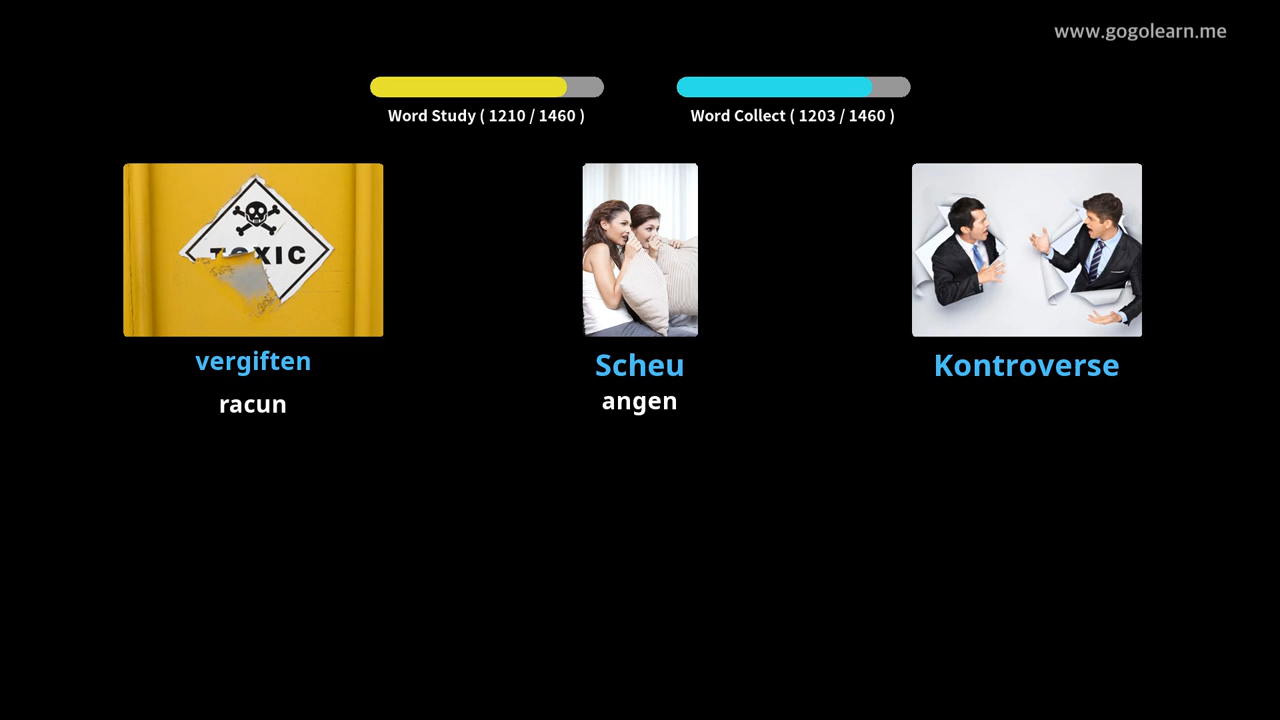 www.gogolearn.me
Word Study ( 1210 / 1460 )
Word Collect ( 1203 / 1460 )
TOXIC
vergiften
racun
Scheu
angen
Kontroverse